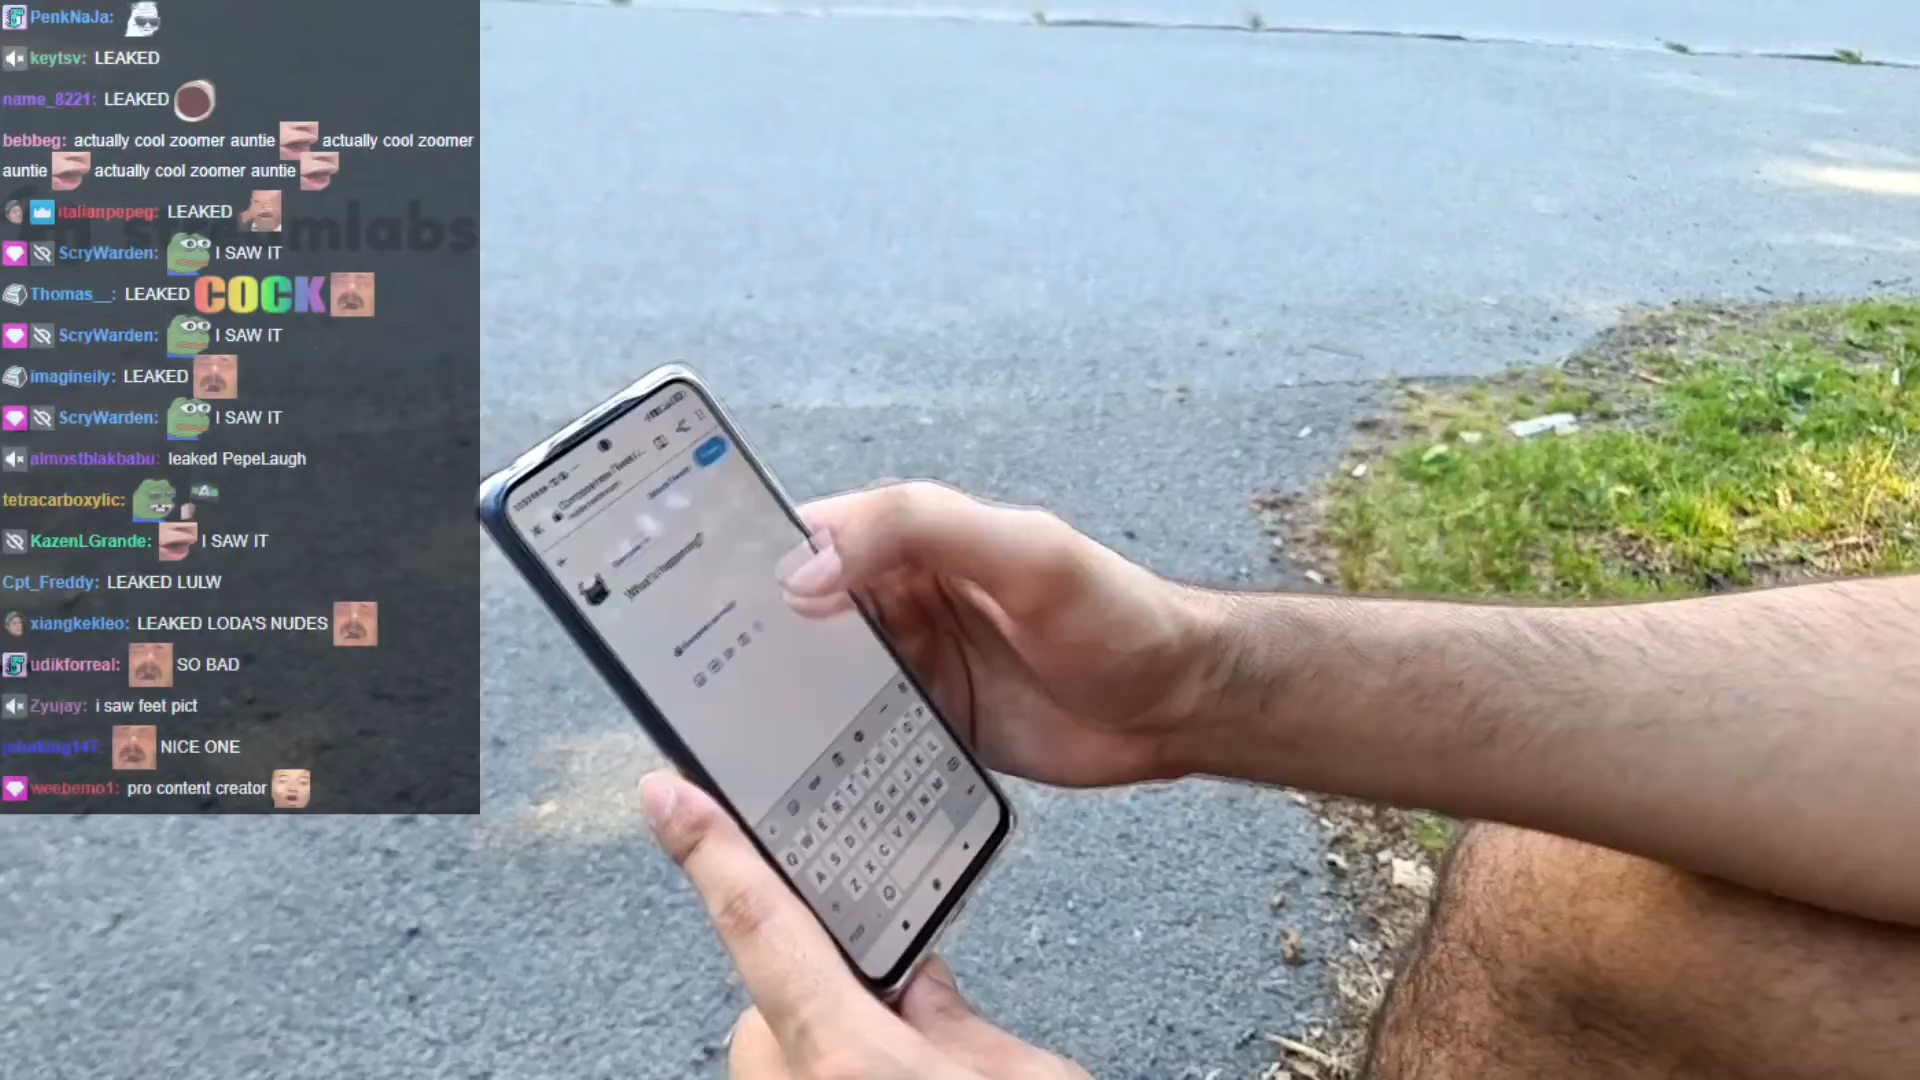 PenkNaJa:
keytsv: LEAKED
name_8221: LEAKED
bebbeg: actually cool zoomer auntie actually cool zoomer
auntie actually cool zoomer auntie
italianpepeg: LEAKED
streamlabs
ScryWarden: I SAW IT
Thomas__: LEAKED COCK
ScryWarden: I SAW IT
imagineily: LEAKED
ScryWarden: I SAW IT
almostblakbabu: leaked PepeLaugh
tetracarboxylic:
KazenLGrande: I SAW IT
Cpt_Freddy: LEAKED LULW
xiangkekleo: LEAKED LODA'S NUDES
udikforreal: SO BAD
Zyujay: i saw feet pict
NICE ONE
weebemo1: pro content creator
What's happening?
Q W E R T Y U I O P
A S D F G H J K L
Z X C V B N M